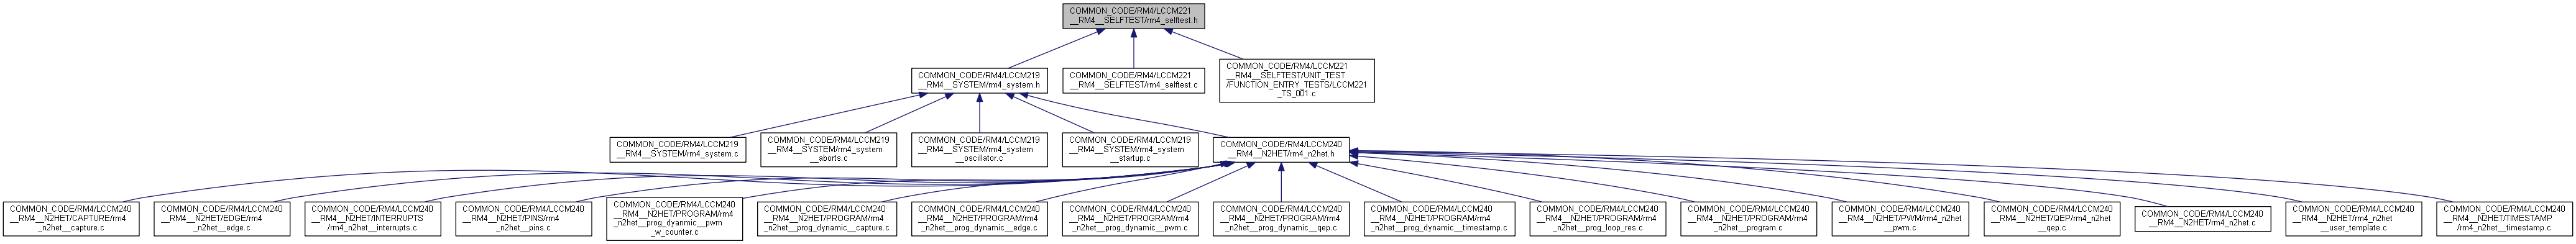 COMMON_CODE/RM4/LCCM221
__RM4__SELFTEST/rm4_selftest.h
COMMON_CODE/RM4/LCCM219
__RM4__SYSTEM/rm4_system.h
COMMON_CODE/RM4/LCCM221
__RM4__SELFTEST/rm4_selftest.c
COMMON_CODE/RM4/LCCM221
__RM4__SELFTEST/UNIT_TEST
/FUNCTION_ENTRY_TESTS/LCCM221
_TS_001.c
COMMON_CODE/RM4/LCCM219
__RM4__SYSTEM/rm4_system.c
COMMON_CODE/RM4/LCCM219
__RM4__SYSTEM/rm4_system
__aborts.c
COMMON_CODE/RM4/LCCM219
__RM4__SYSTEM/rm4_system
__oscillator.c
COMMON_CODE/RM4/LCCM219
__RM4__SYSTEM/rm4_system
__startup.c
COMMON_CODE/RM4/LCCM240
__RM4__N2HET/rm4_n2het.h
COMMON_CODE/RM4/LCCM240
__RM4__N2HET/CAPTURE/rm4
_n2het__capture.c
COMMON_CODE/RM4/LCCM240
__RM4__N2HET/EDGE/rm4
_n2het__edge.c
COMMON_CODE/RM4/LCCM240
__RM4__N2HET/INTERRUPTS
/rm4_n2het__interrupts.c
COMMON_CODE/RM4/LCCM240
__RM4__N2HET/PINS/rm4
_n2het__pins.c
COMMON_CODE/RM4/LCCM240
__RM4__N2HET/PROGRAM/rm4
_n2het__prog_dyanmic__pwm
_w_counter.c
COMMON_CODE/RM4/LCCM240
__RM4__N2HET/PROGRAM/rm4
_n2het__prog_dynamic__capture.c
COMMON_CODE/RM4/LCCM240
__RM4__N2HET/PROGRAM/rm4
_n2het__prog_dynamic__edge.c
COMMON_CODE/RM4/LCCM240
__RM4__N2HET/PROGRAM/rm4
_n2het__prog_dynamic__pwm.c
COMMON_CODE/RM4/LCCM240
__RM4__N2HET/PROGRAM/rm4
_n2het__prog_dynamic__qep.c
COMMON_CODE/RM4/LCCM240
__RM4__N2HET/PROGRAM/rm4
_n2het__prog_dynamic__timestamp.c
COMMON_CODE/RM4/LCCM240
__RM4__N2HET/PROGRAM/rm4
_n2het__prog_loop_res.c
COMMON_CODE/RM4/LCCM240
__RM4__N2HET/PROGRAM/rm4
_n2het__program.c
COMMON_CODE/RM4/LCCM240
__RM4__N2HET/PWM/rm4_n2het
__pwm.c
COMMON_CODE/RM4/LCCM240
__RM4__N2HET/QEP/rm4_n2het
__qep.c
COMMON_CODE/RM4/LCCM240
__RM4__N2HET/rm4_n2het.c
COMMON_CODE/RM4/LCCM240
__RM4__N2HET/rm4_n2het
__user_template.c
COMMON_CODE/RM4/LCCM240
__RM4__N2HET/TIMESTAMP
/rm4_n2het__timestamp.c